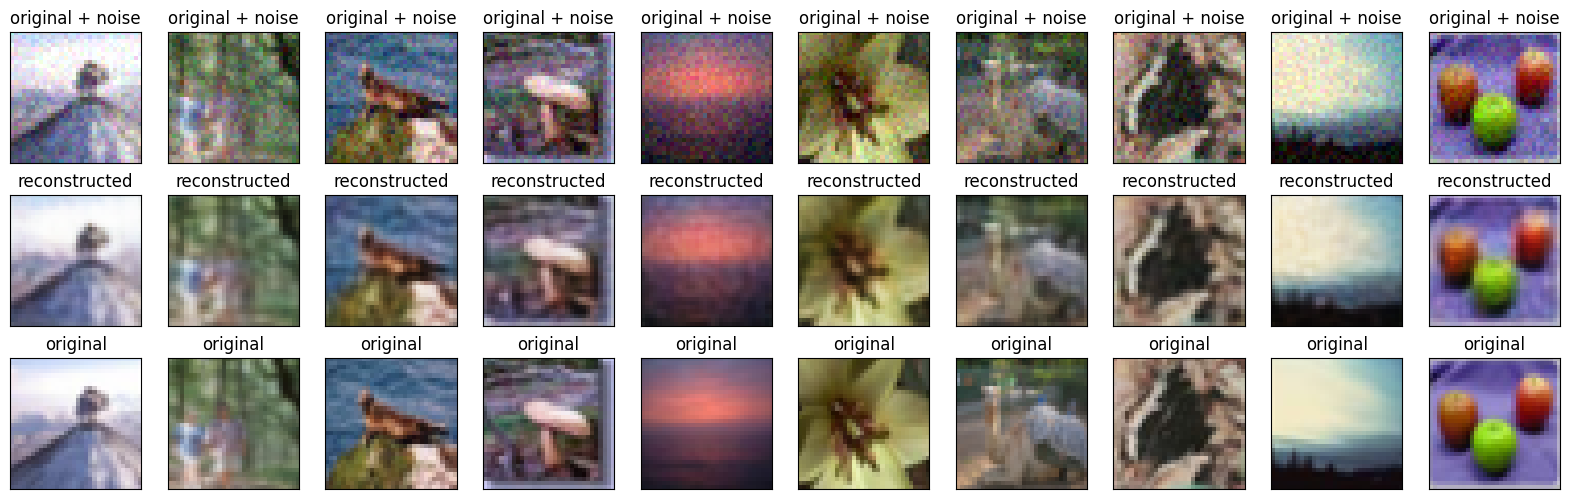 original + noise original + noise original + noise original + noise original + noise original + noise original + noise original + noise original + noise original + noise
reconstructed reconstructed reconstructed reconstructed reconstructed reconstructed reconstructed reconstructed reconstructed reconstructed
original original original original original original original original original original